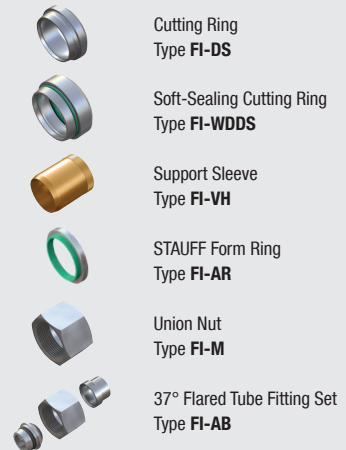 Cutting Ring
Type FI-DS
Soft-Sealing Cutting Ring
Type FI-WDDS
Support Sleeve
Type FI-VH
STAUFF Form Ring
Type FI-AR
Union Nut
Type FI-M
37° Flared Tube Fitting Set
Type FI-AB